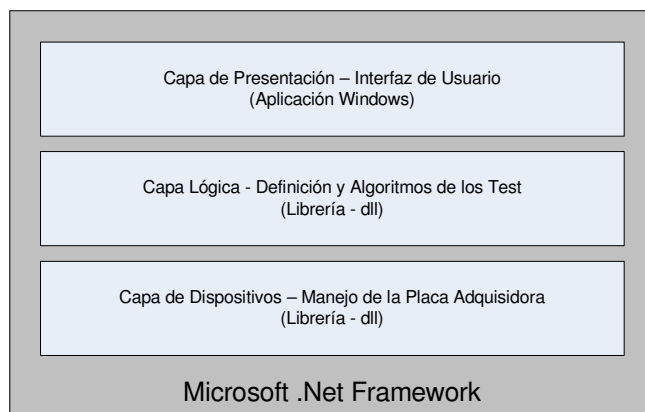 Capa de Presentación – Interfaz de Usuario
(Aplicación Windows)
Capa Lógica - Definición y Algoritmos de los Test
(Librería - dll)
Capa de Dispositivos – Manejo de la Placa Adquisidora
(Librería - dll)
Microsoft .Net Framework